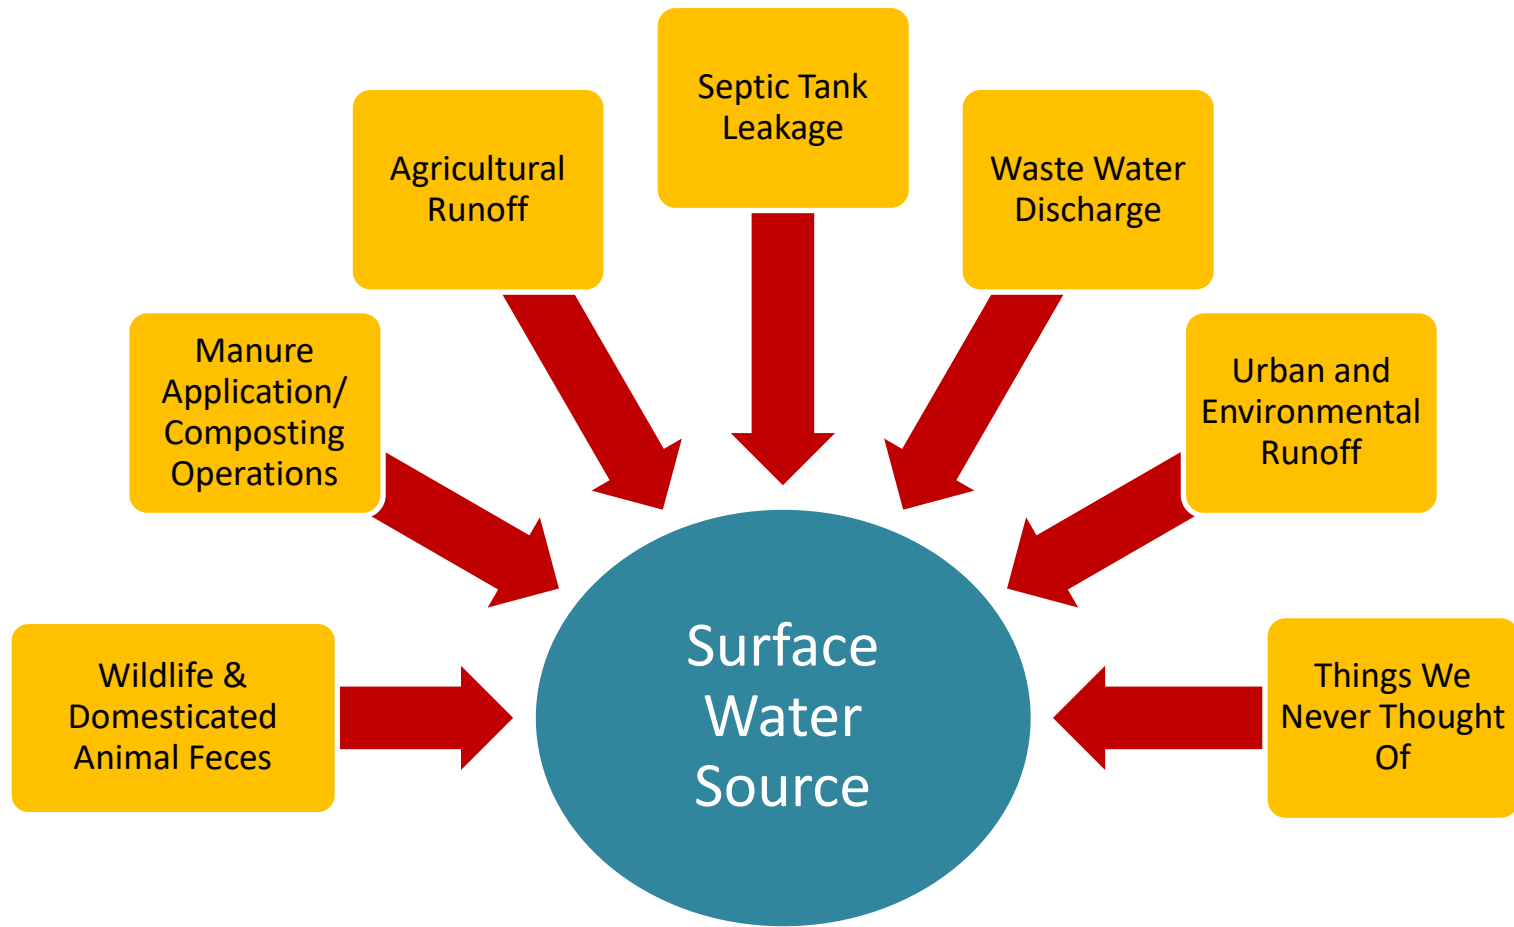 Septic Tank
Leakage
Agricultural
Runoff
Waste Water
Discharge
Manure
Application/
Composting
Operations
Urban and
Environmental
Runoff
Wildlife &
Domesticated
Animal Feces
Surface
Water
Source
Things We
Never Thought
Of